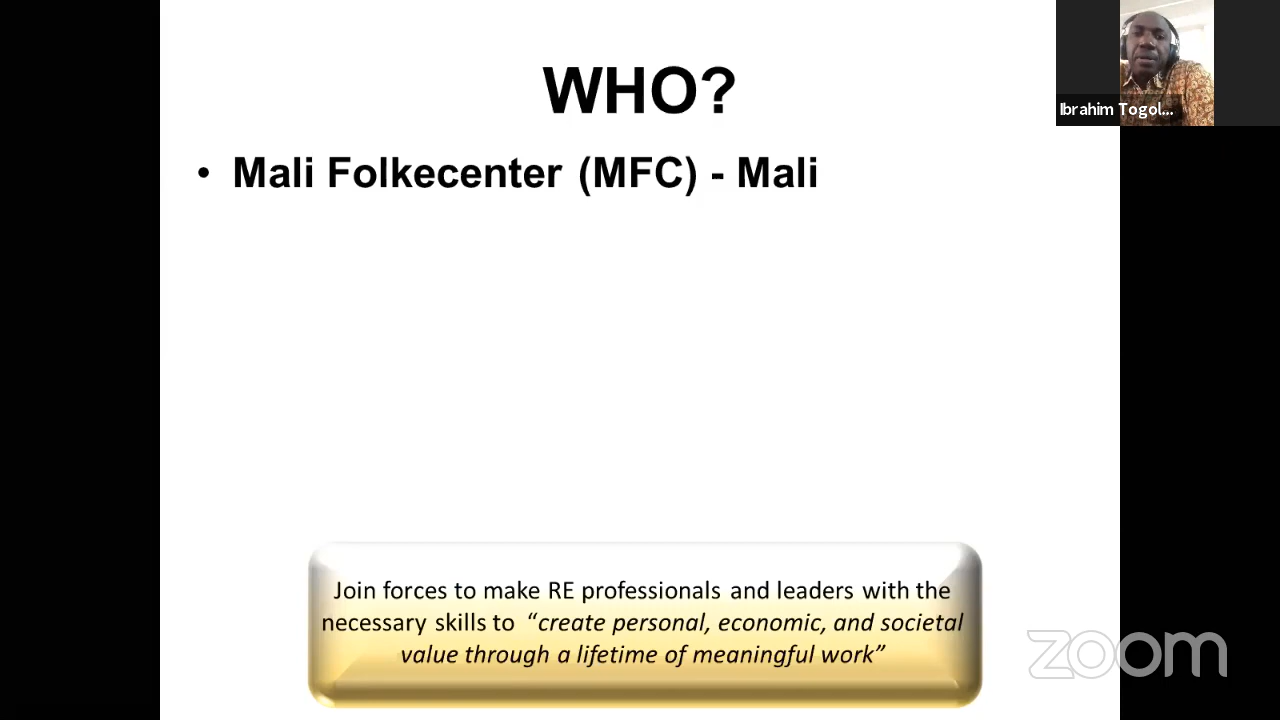 WHO?
Ibrahim Togol...
• Mali Folkecenter (MFC) - Mali
Join forces to make RE professionals and leaders with the
necessary skills to “create personal, economic, and societal
value through a lifetime of meaningful work”
zoom